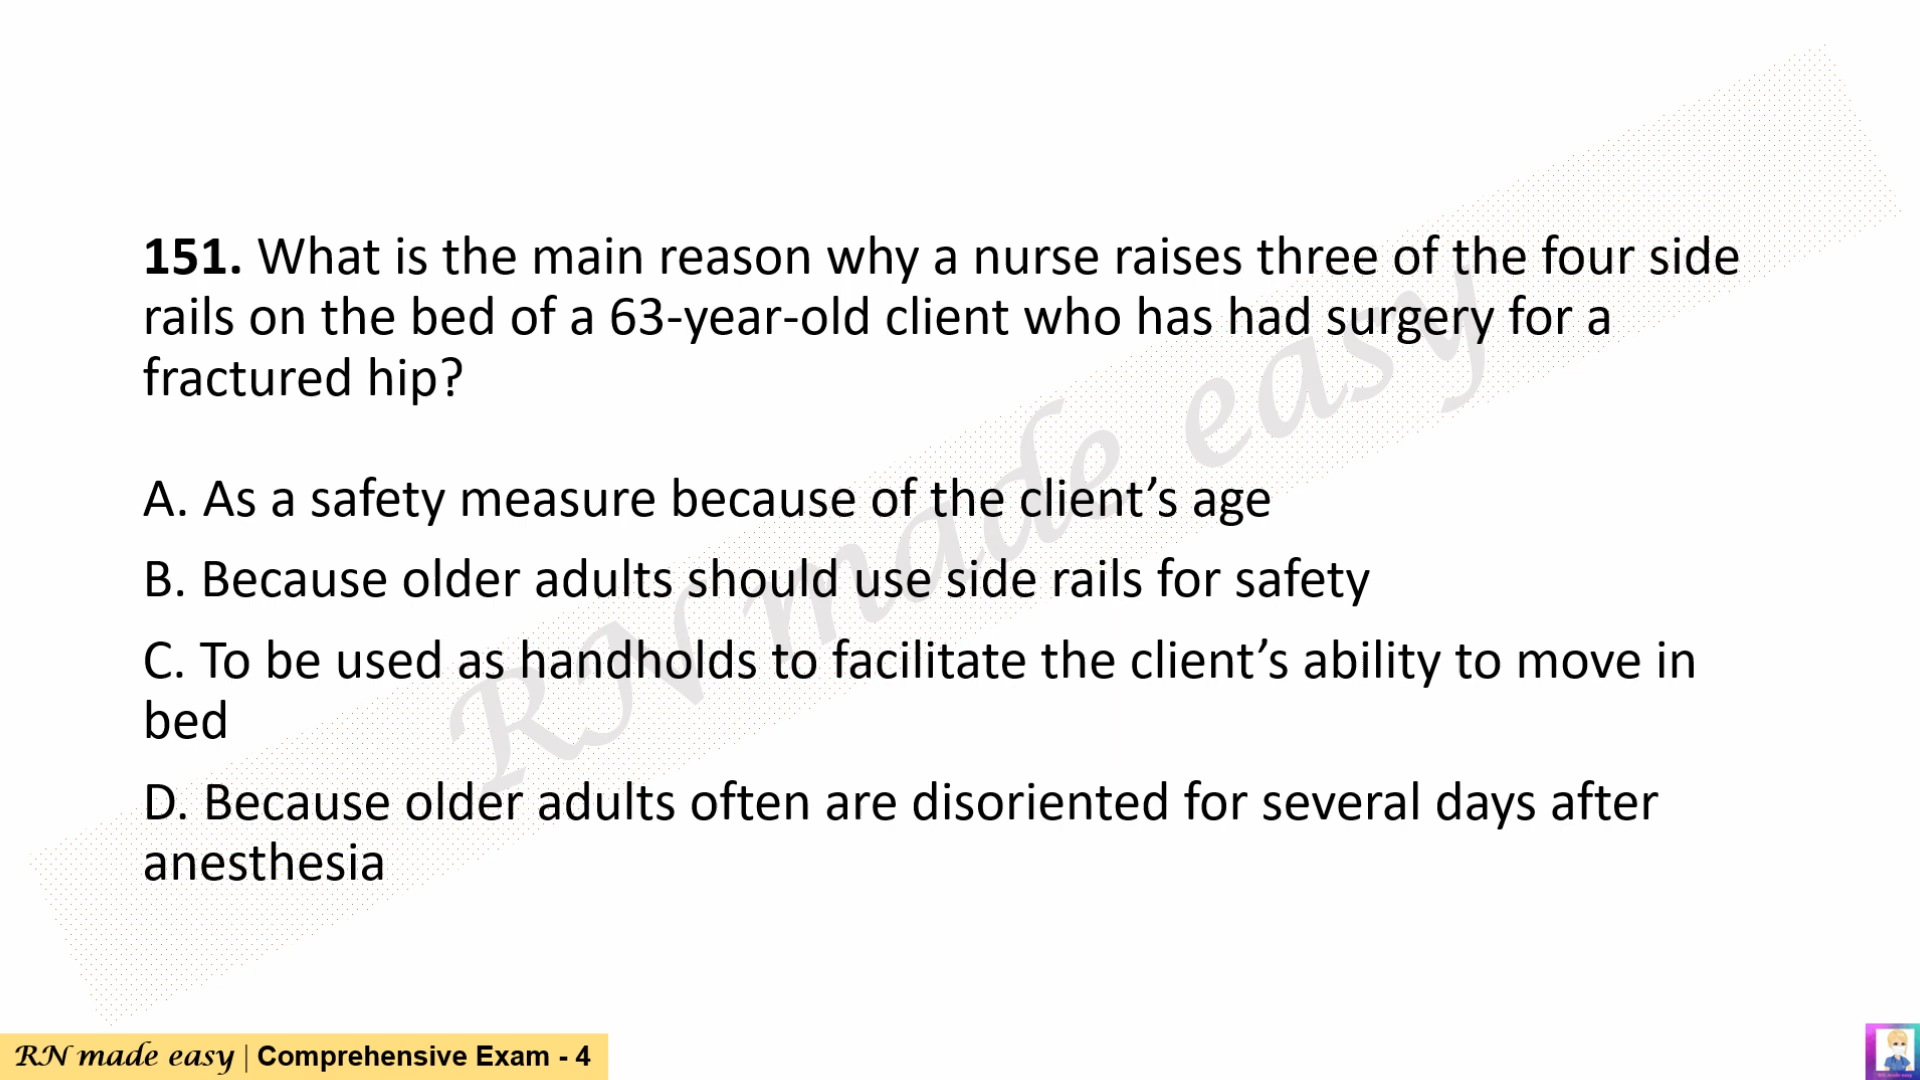 151. What is the main reason why a nurse raises three of the four side
rails on the bed of a 63-year-old client who has had surgery for a
fractured hip?
A. As a safety measure because of the client’s age
B. Because older adults should use side rails for safety
C. To be used as handholds to facilitate the client’s ability to move in
bed
D. Because older adults often are disoriented for several days after
anesthesia
RN made easy
RN made easy | Comprehensive Exam - 4
RN made easy